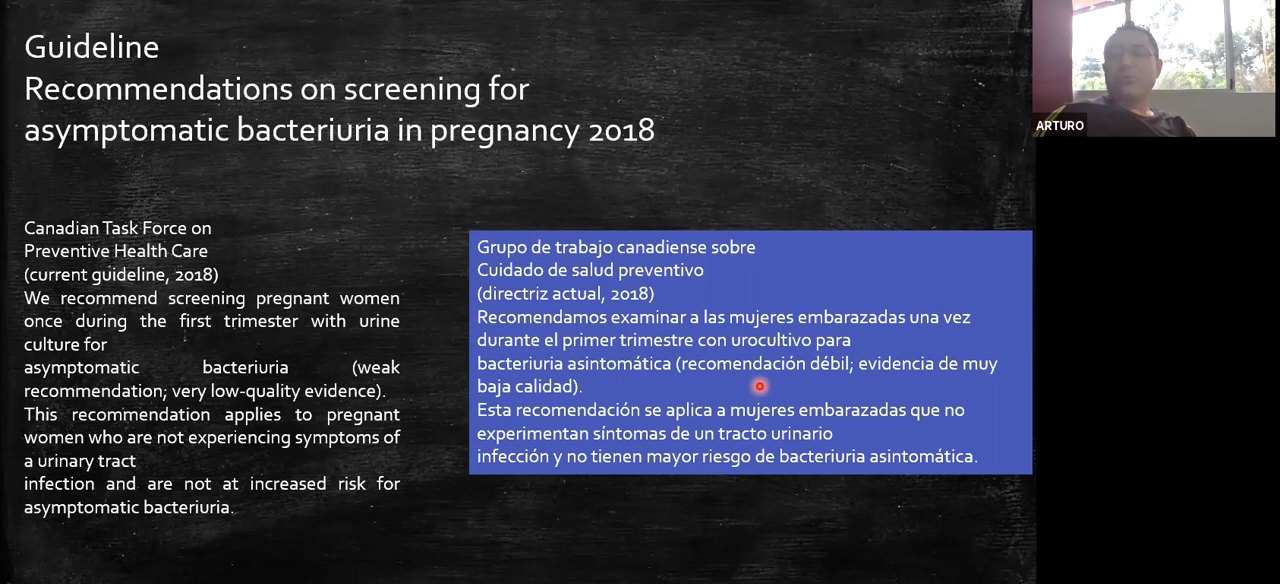 Guideline
Recommendations on screening for
asymptomatic bacteriuria in pregnancy 2018
Canadian Task Force on
Preventive Health Care
(current guideline, 2018)
We recommend screening pregnant women
once during the first trimester with urine
culture for
asymptomatic bacteriuria (weak
recommendation; very low-quality evidence).
This recommendation applies to pregnant
women who are not experiencing symptoms of
a urinary tract
infection and are not at increased risk for
asymptomatic bacteriuria.
Grupo de trabajo canadiense sobre
Cuidado de salud preventivo
(directriz actual, 2018)
Recomendamos examinar a las mujeres embarazadas una vez
durante el primer trimestre con urocultivo para
bacteriuria asintomática (recomendación débil; evidencia de muy
baja calidad).
Esta recomendación se aplica a mujeres embarazadas que no
experimentan síntomas de un tracto urinario
infección y no tienen mayor riesgo de bacteriuria asintomática.
ARTURO